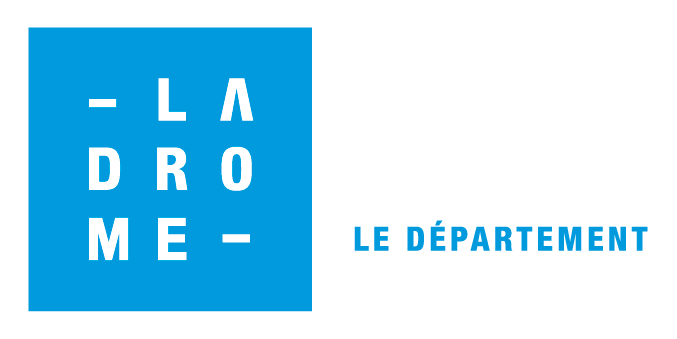 – L A
D R O
M E –
LE DÉPARTEMENT